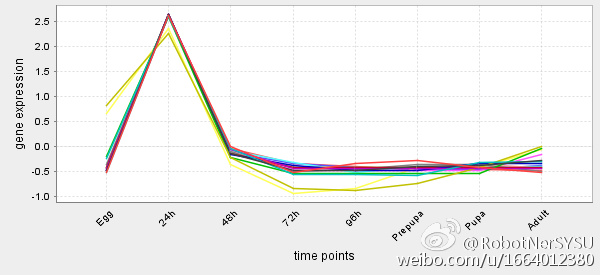 2.5
2.0
1.5
1.0
0.5
0.0
-0.5
-1.0
gene expression
Egg
24h
48h
72h
96h
Prepupa
Pupa
Adult
time points
@RobotNerSYSU
weibo.com/u/1664012380